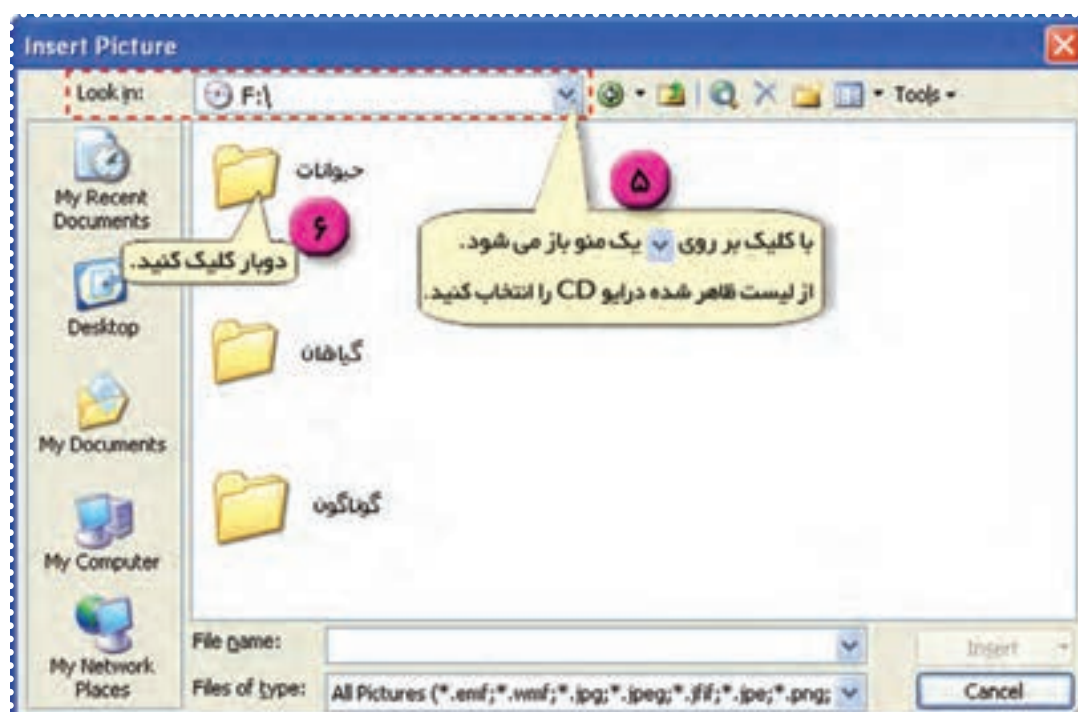 Insert Picture
Look in:
F:\
Tools
My Recent
Documents
Desktop
My Documents
My Computer
My Network
Places
حیوانات
۵
با کلیک بر روی یک منو باز می شود.
از لیست ظاهر شده درایو CD را انتخاب کنید.
۶
دوبار کلیک کنید.
گیاهان
گوناگون
File name:
Insert
Files of type:
All Pictures (*.emf;*.wmf;*.jpg;*.jpeg;*.jfif;*.jpe;*.png;
Cancel